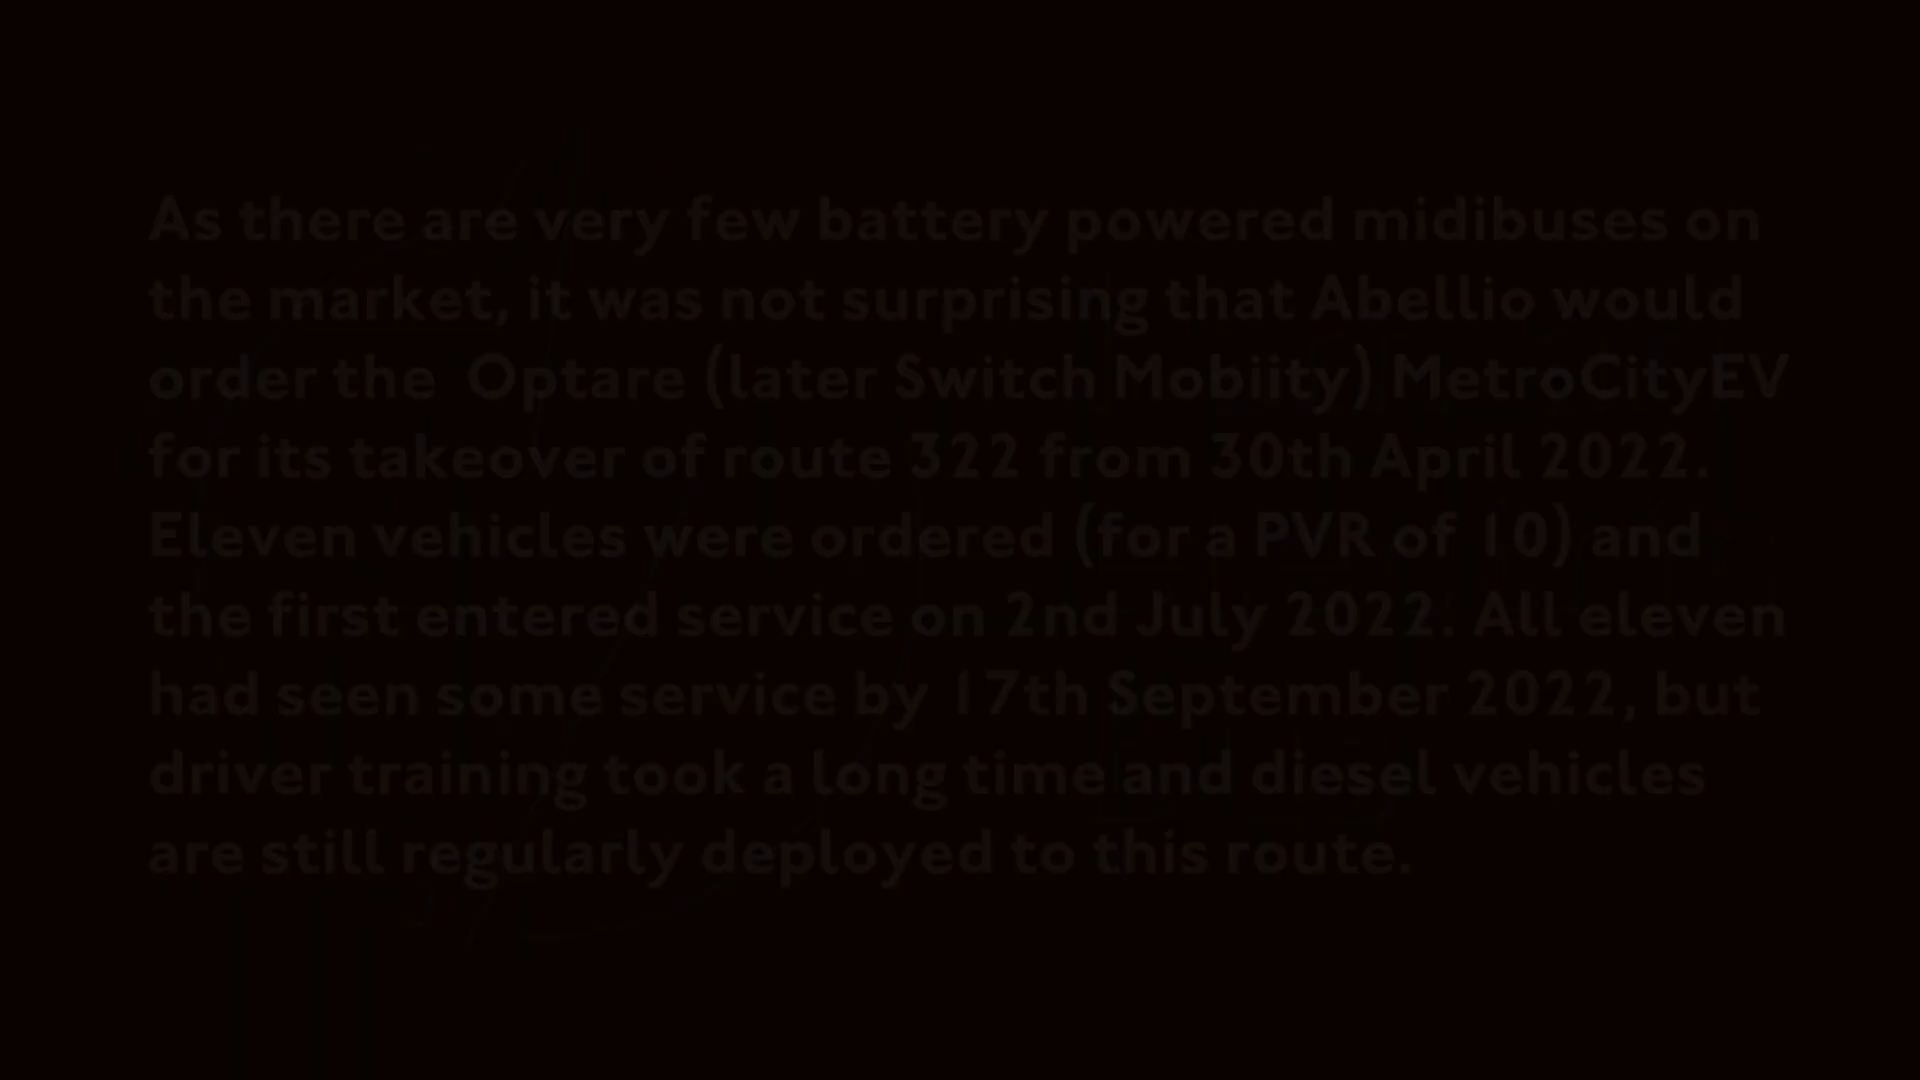 As there are very few battery powered midibuses on
the market, it was not surprising that Abellio would
order the  Optare (later Switch Mobiity) MetroCityEV
for its takeover of route 322 from 30th April 2022.
Eleven vehicles were ordered (for a PVR of 10) and
the first entered service on 2nd July 2022. All eleven
had seen some service by 17th September 2022, but
driver training took a long time and diesel vehicles
are still regularly deployed to this route.